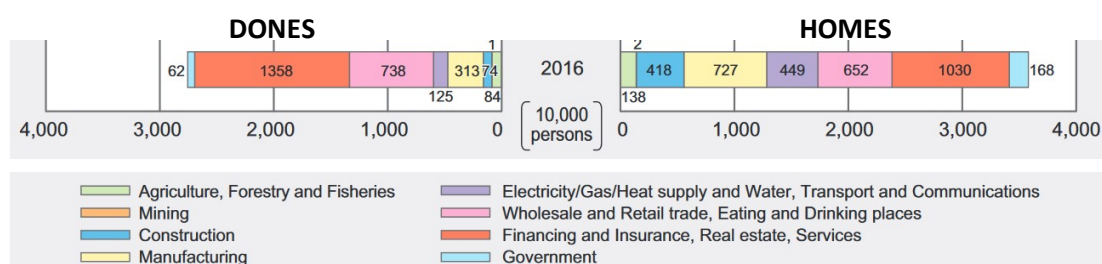 DONES HOMES
1 2
62 1358 738 313 74 2016 418 727 449 652 1030 168
125 84 138
10,000
persons
4,000 3,000 2,000 1,000 0 0 1,000 2,000 3,000 4,000
Agriculture, Forestry and Fisheries Electricity/Gas/Heat supply and Water, Transport and Communications
Mining Wholesale and Retail trade, Eating and Drinking places
Construction Financing and Insurance, Real estate, Services
Manufacturing Government